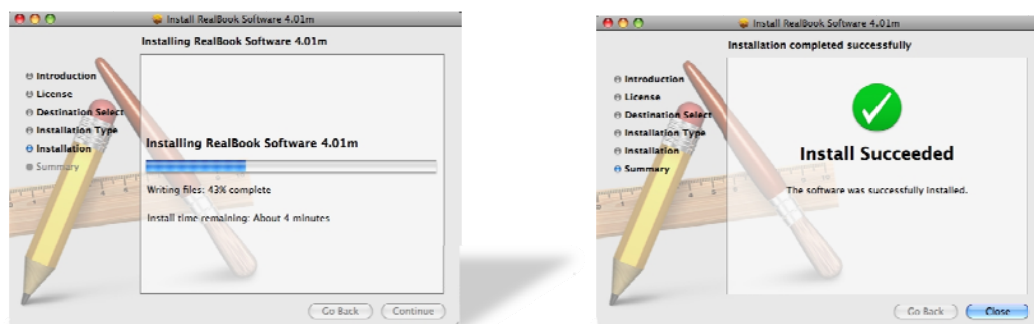 Install RealBook Software 4.01m
Installing RealBook Software 4.01m
Introduction
License
Destination Select
Installation Type
Installation
Summary
Installing RealBook Software 4.01m
Writing files: 43% complete
Install time remaining: About 4 minutes
Go Back
Continue
Install RealBook Software 4.01m
Installation completed successfully
Introduction
License
Destination Select
Installation Type
Installation
Summary
Install Succeeded
The software was successfully installed.
Go Back
Close